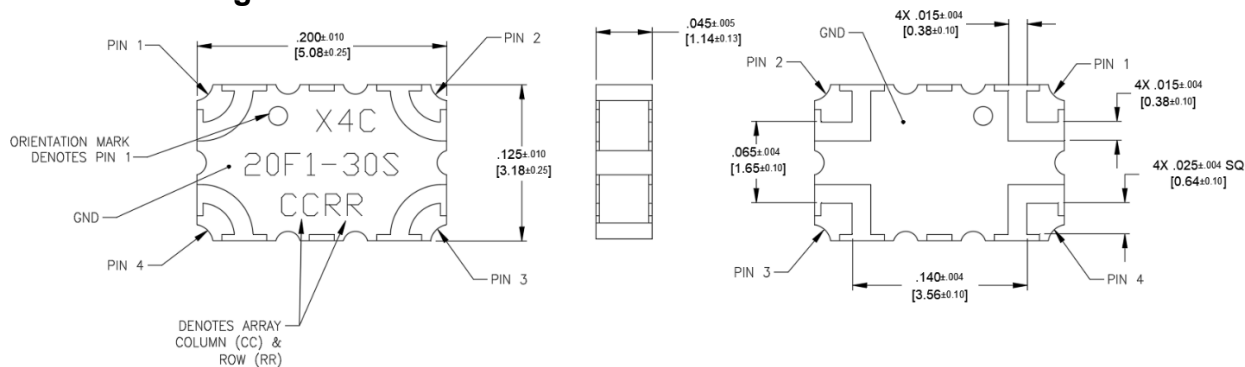 PIN 1
.200±.010
[5.08±0.25]
PIN 2
ORIENTATION MARK
DENOTES PIN 1
X4C
20F1-30S
CCRR
.125±.010
[3.18±0.25]
GND
PIN 4
PIN 3
DENOTES ARRAY
COLUMN (CC) &
ROW (RR)
.045±.005
[1.14±0.13]
4X .015±.004
[0.38±0.10]
GND
PIN 2
PIN 1
4X .015±.004
[0.38±0.10]
.065±.004
[1.65±0.10]
4X .025±.004 SQ
[0.64±0.10]
PIN 3
.140±.004
[3.56±0.10]
PIN 4